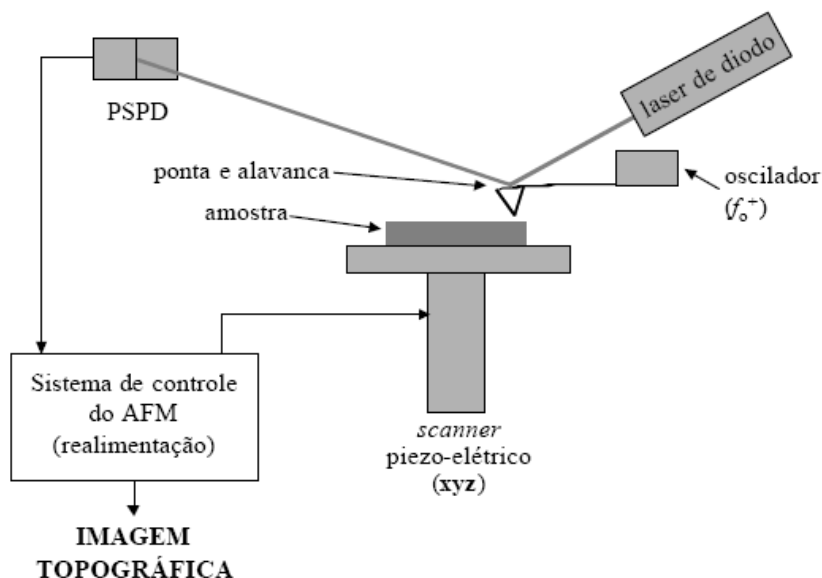 laser de diodo
PSPD
ponta e alavanca
amostra
oscilador
(fₒ⁺)
Sistema de controle
do AFM
(realimentação)
scanner
piezo-elétrico
(xyz)
IMAGEM
TOPOGRÁFICA